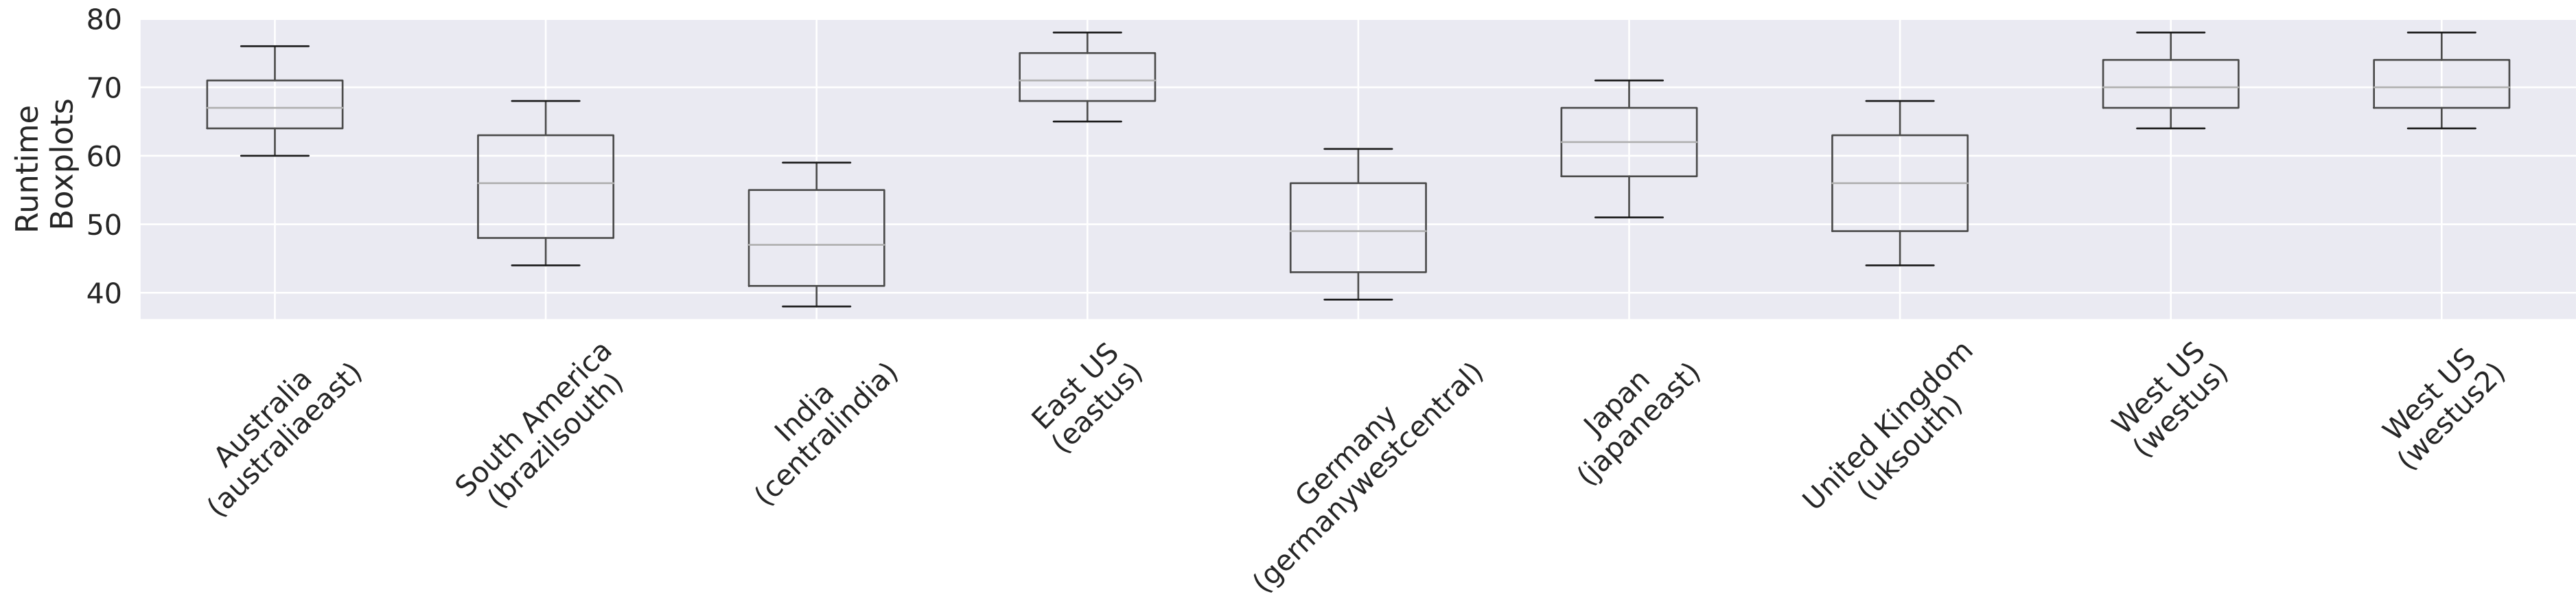 Runtime
Boxplots
80
70
60
50
40
Australia
(australiaeast)
South America
(brazilsouth)
India
(centralindia)
East US
(eastus)
Germany
(germanywestcentral)
Japan
(japaneast)
United Kingdom
(uksouth)
West US
(westus)
West US
(westus2)